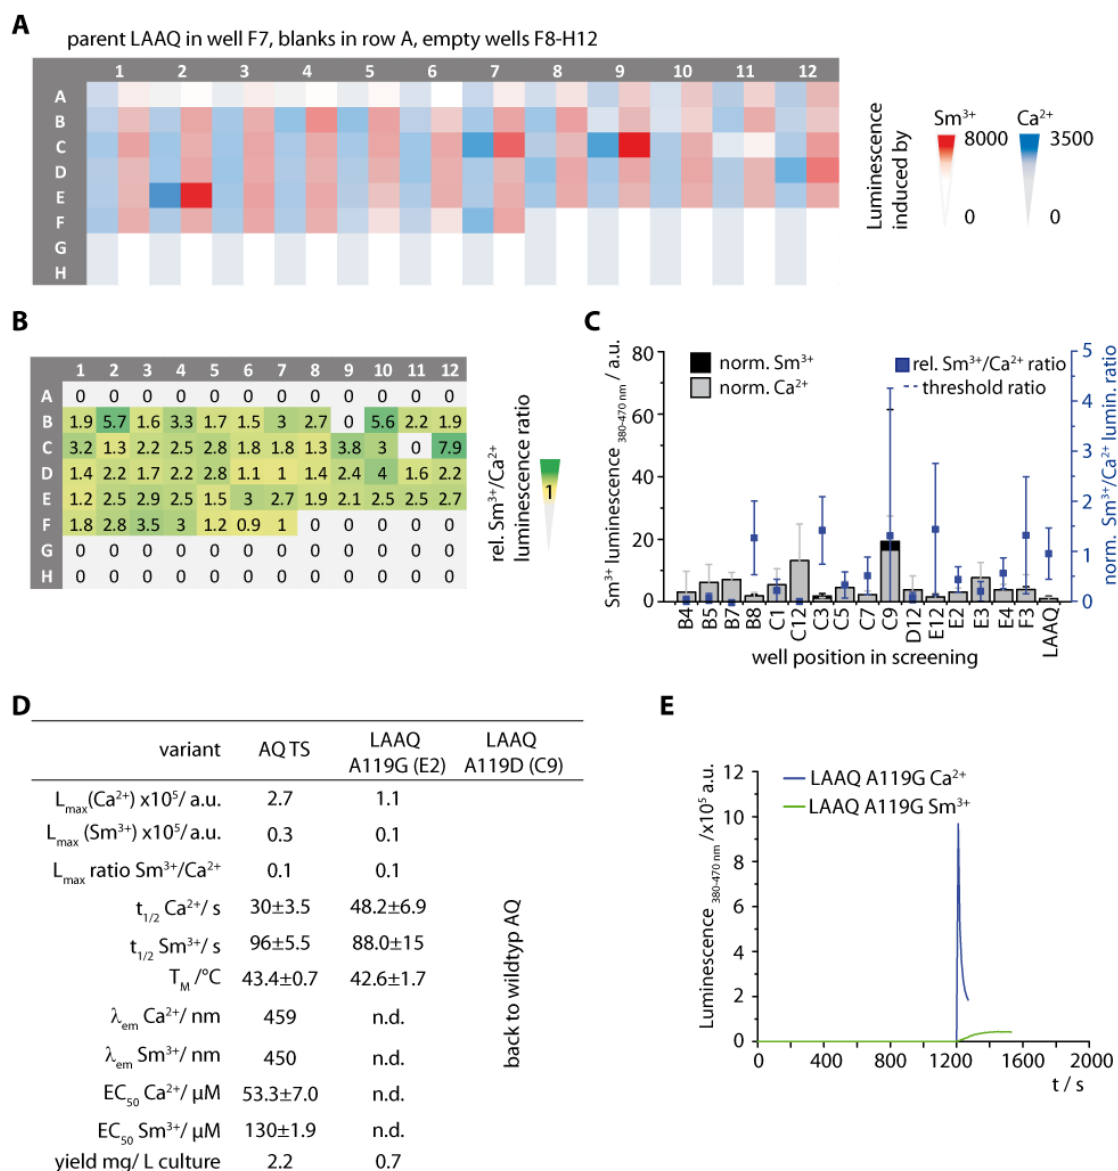 A
parent LAAQ in well F7, blanks in row A, empty wells F8-H12
1 2 3 4 5 6 7 9 10 11 12
A
B
C
D
E
F
G
H
Luminescence
induced by
Sm³⁺ Ca²⁺
8000 3500
0 0
B
1 2 3 4 5 6 7 8 9 10 11 12
A 0 0 0 0 0 0 0 0 0 0 0 0
B 1.9 5.7 1.6 3.3 1.7 1.5 3 2.7 0 5.6 2.2 1.9
C 3.2 1.3 2.2 2.5 2.8 1.8 1.8 1.3 3.8 3 0 7.9
D 1.4 2.2 1.7 2.2 2.8 1.1 1 1.4 2.4 4 1.6 2.2
E 1.2 2.5 2.9 2.5 1.5 3 2.7 1.9 2.1 2.5 2.5 2.7
F 1.8 2.8 3.5 3 1.2 0.9 1 0 0 0 0 0
G 0 0 0 0 0 0 0 0 0 0 0 0
H 0 0 0 0 0 0 0 0 0 0 0 0
rel. Sm³⁺/Ca²⁺
luminescence ratio
1
C
Sm³⁺ luminescence 380-470 nm / a.u.
80
60
40
20
0
norm. Sm³⁺
norm. Ca²⁺
rel. Sm³⁺/Ca²⁺ ratio
threshold ratio
5
4
3
2
1
0
norm. Sm³⁺/Ca²⁺ lumin. ratio
B4 B5 B7 B8 C1 C12 C3 C5 C7 C9 D12 E12 E2 E3 E4 F3 LAAQ
well position in screening
D
variant AQ TS LAAQ A119G (E2) LAAQ A119D (C9)
Lmax(Ca²⁺) x10⁵/ a.u. 2.7 1.1
Lmax (Sm³⁺) x10⁵/a.u. 0.3 0.1
Lmax ratio Sm³⁺/Ca²⁺ 0.1 0.1
t1/2 Ca²⁺/ s 30±3.5 48.2±6.9
t1/2 Sm³⁺/ s 96±5.5 88.0±15
TM /°C 43.4±0.7 42.6±1.7
λem Ca²⁺/ nm 459 n.d.
λem Sm³⁺/ nm 450 n.d.
EC50 Ca²⁺/ µM 53.3±7.0 n.d.
EC50 Sm³⁺/ µM 130±1.9 n.d.
yield mg/ L culture 2.2 0.7
back to wildtyp AQ
E
Luminescence 380-470 nm /x10⁵ a.u.
12
10
8
6
4
2
0
LAAQ A119G Ca²⁺
LAAQ A119G Sm³⁺
0 400 800 1200 1600 2000
t / s